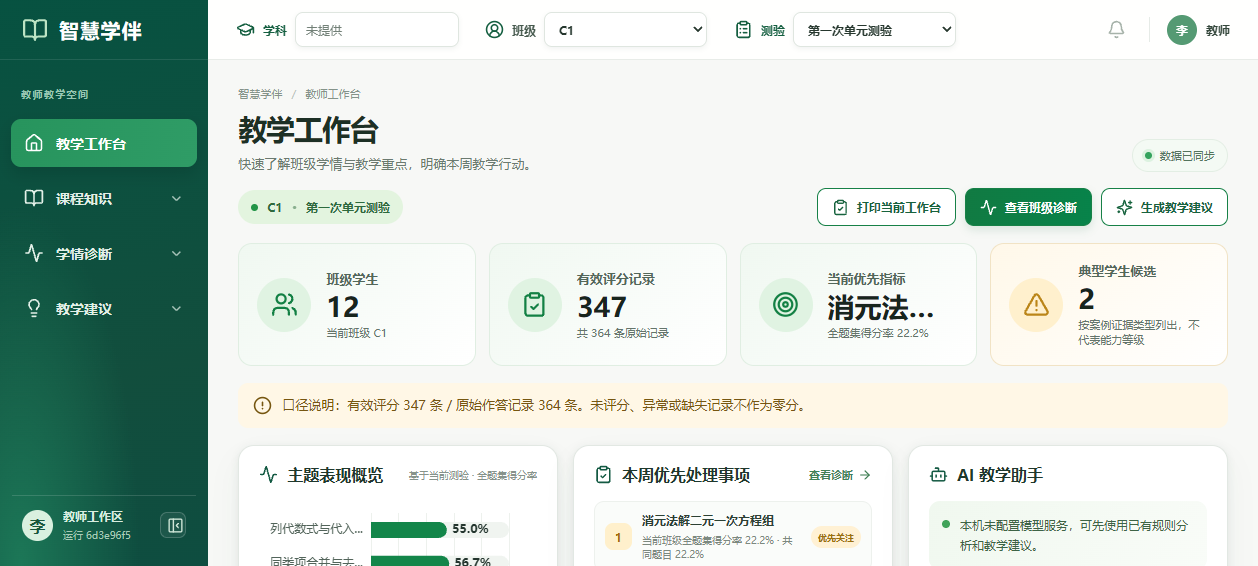 智慧学伴
学科
未提供
班级
C1
测验
第一次单元测验
李
教师
教师教学空间
教学工作台
课程知识
学情诊断
教学建议
李
教师工作区
运行 6d3e96f5
智慧学伴 / 教师工作台
教学工作台
快速了解班级学情与教学重点，明确本周教学行动。
数据已同步
C1 • 第一次单元测验
打印当前工作台
查看班级诊断
生成教学建议
班级学生
12
当前班级 C1
有效评分记录
347
共 364 条原始记录
当前优先指标
消元法...
全题集得分率 22.2%
典型学生候选
2
按案例证据类型列出，不
代表能力等级
口径说明：有效评分 347 条 / 原始作答记录 364 条。未评分、异常或缺失记录不作为零分。
主题表现概览
基于当前测验 · 全题集得分率
列代数式与代入...
55.0%
同类项合并与去...
56.7%
本周优先处理事项
查看诊断 →
1
消元法解二元一次方程组
当前班级全题集得分率 22.2% · 共
同题目 22.2%
优先关注
AI 教学助手
本机未配置模型服务，可先使用已有规则分
析和教学建议。